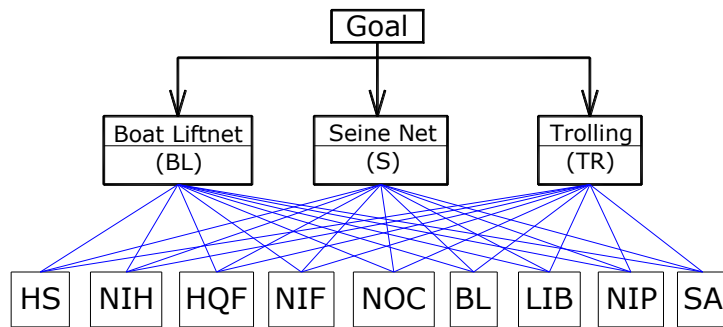 Goal
Boat Liftnet
(BL)
Seine Net
(S)
Trolling
(TR)
HS NIH HQF NIF NOC BL LIB NIP SA